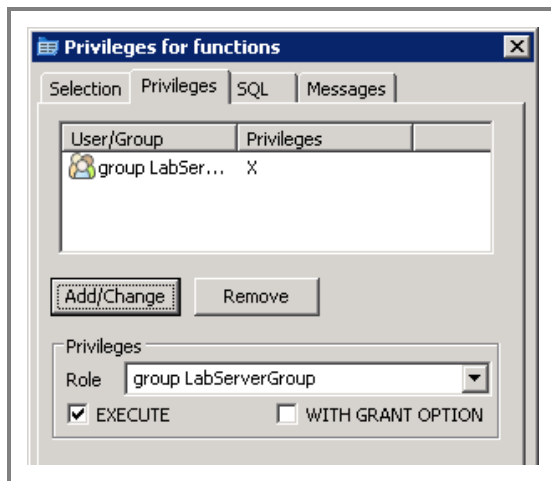 Privileges for functions
Selection Privileges SQL Messages
User/Group Privileges
group LabSer... X
Add/Change Remove
Privileges
Role group LabServerGroup
EXECUTE WITH GRANT OPTION